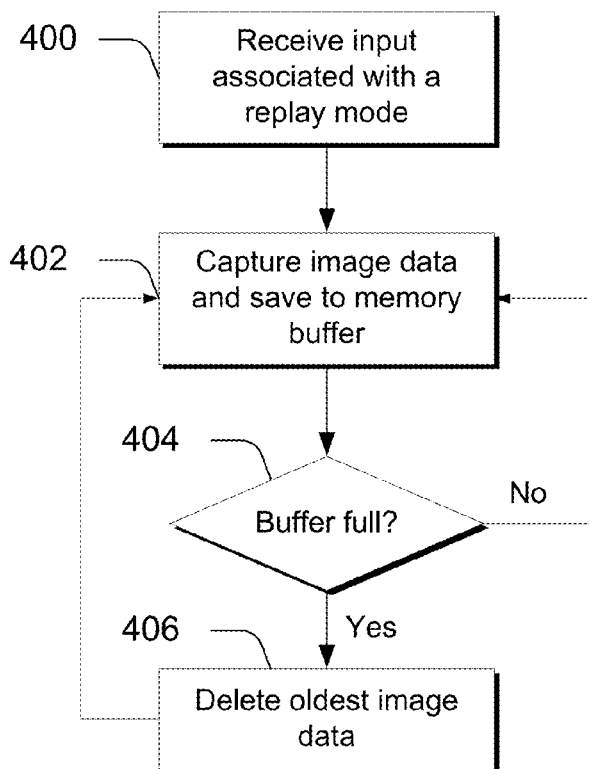 400
Receive input
associated with a
replay mode
402
Capture image data
and save to memory
buffer
404
Buffer full?
No
Yes
406
Delete oldest image
data